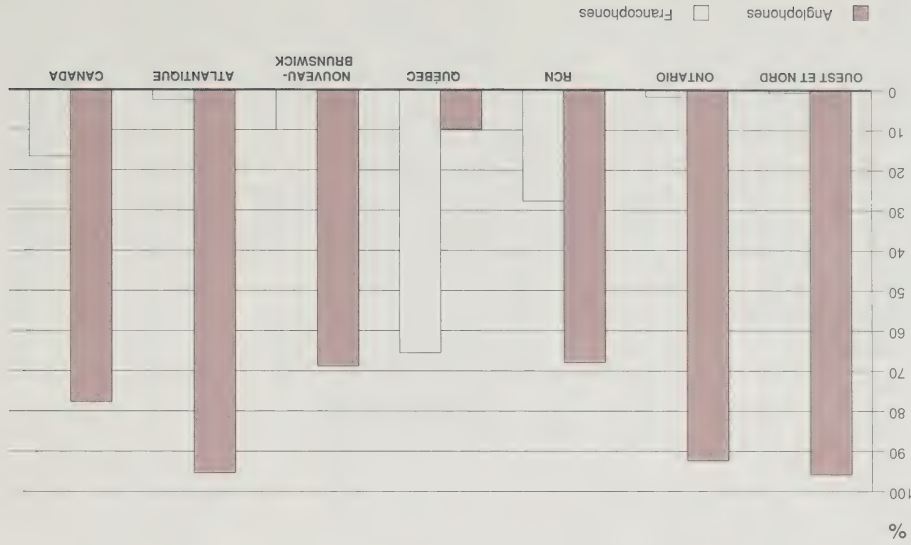 %
100
90
80
70
60
50
40
30
20
10
0
OUEST ET NORD
ONTARIO
RCN
QUÉBEC
NOUVEAU-
BRUNSWICK
ATLANTIQUE
CANADA
Anglophones
Francophones